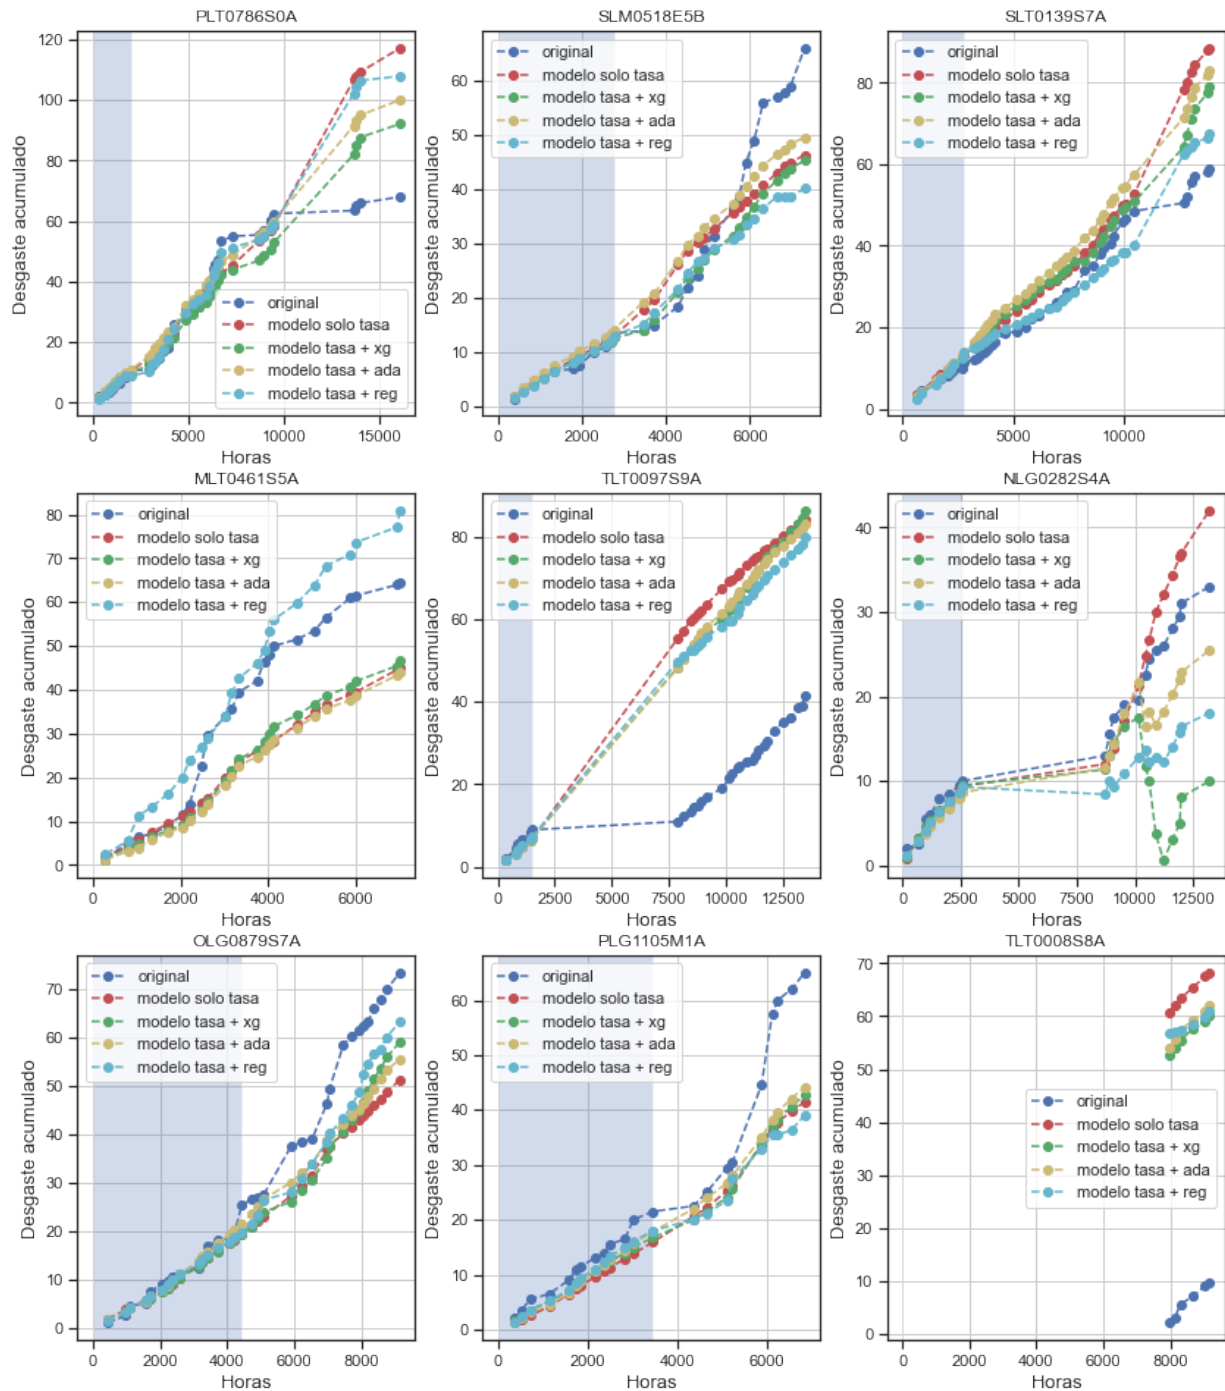 PLT0786S0A
Desgaste acumulado
120
100
80
60
40
20
0
original
modelo solo tasa
modelo tasa + xg
modelo tasa + ada
modelo tasa + reg
0 5000 10000 15000
Horas
SLM0518E5B
Desgaste acumulado
60
50
40
30
20
10
0
original
modelo solo tasa
modelo tasa + xg
modelo tasa + ada
modelo tasa + reg
0 2000 4000 6000
Horas
SLT0139S7A
Desgaste acumulado
80
60
40
20
0
original
modelo solo tasa
modelo tasa + xg
modelo tasa + ada
modelo tasa + reg
0 5000 10000
Horas
MLT0461S5A
Desgaste acumulado
80
70
60
50
40
30
20
10
0
original
modelo solo tasa
modelo tasa + xg
modelo tasa + ada
modelo tasa + reg
0 2000 4000 6000
Horas
TLT0097S9A
Desgaste acumulado
80
60
40
20
0
original
modelo solo tasa
modelo tasa + xg
modelo tasa + ada
modelo tasa + reg
0 2500 5000 7500 10000 12500
Horas
NLG0282S4A
Desgaste acumulado
40
30
20
10
0
original
modelo solo tasa
modelo tasa + xg
modelo tasa + ada
modelo tasa + reg
0 2500 5000 7500 10000 12500
Horas
OLG0879S7A
Desgaste acumulado
70
60
50
40
30
20
10
0
original
modelo solo tasa
modelo tasa + xg
modelo tasa + ada
modelo tasa + reg
0 2000 4000 6000 8000
Horas
PLG1105M1A
Desgaste acumulado
60
50
40
30
20
10
0
original
modelo solo tasa
modelo tasa + xg
modelo tasa + ada
modelo tasa + reg
0 2000 4000 6000
Horas
TLT0008S8A
Desgaste acumulado
70
60
50
40
30
20
10
0
original
modelo solo tasa
modelo tasa + xg
modelo tasa + ada
modelo tasa + reg
0 2000 4000 6000 8000
Horas